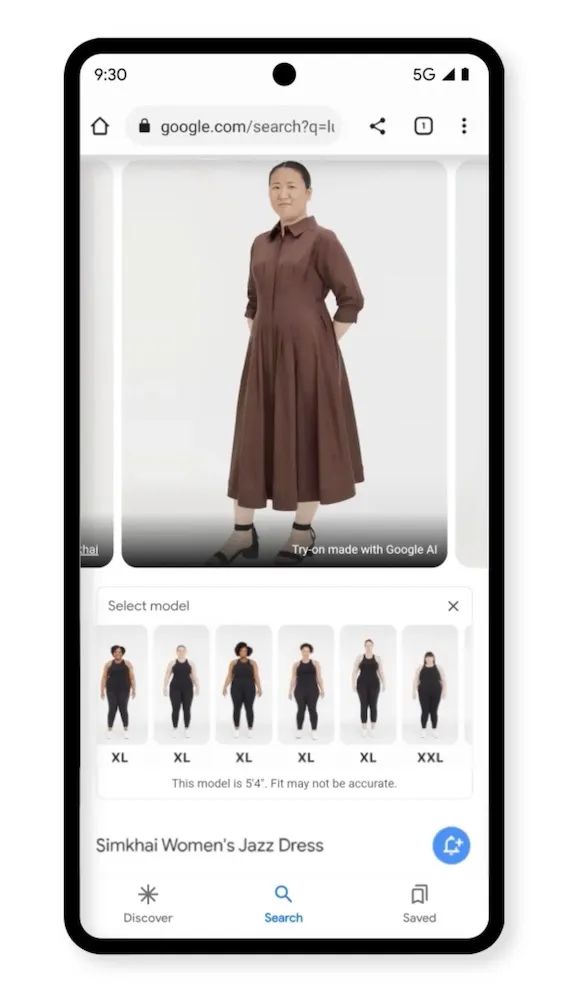 9:30 5G
google.com/search?q=l
1
hai
Try-on made with Google AI
Select model
XL XL XL XL XL XXL
This model is 5'4". Fit may not be accurate.
Simkhai Women's Jazz Dress
Discover Search Saved